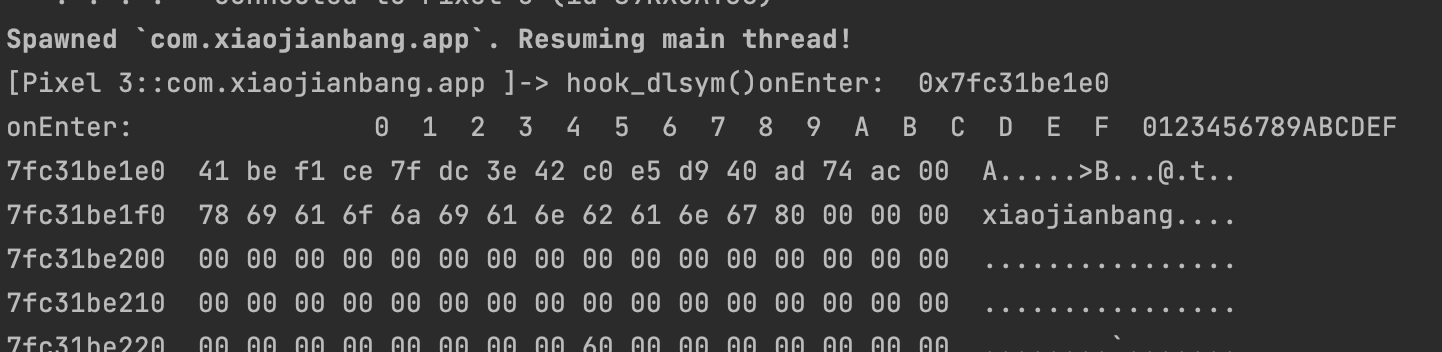 Spawned `com.xiaojianbang.app`. Resuming main thread!
[Pixel 3::com.xiaojianbang.app ]-> hook_dlsym()onEnter:  0x7fc31be1e0
onEnter:               0  1  2  3  4  5  6  7  8  9  A  B  C  D  E  F  0123456789ABCDEF
7fc31be1e0  41 be f1 ce 7f dc 3e 42 c0 e5 d9 40 ad 74 ac 00  A.....>B...@.t..
7fc31be1f0  78 69 61 6f 6a 69 61 6e 62 61 6e 67 80 00 00 00  xiaojianbang....
7fc31be200  00 00 00 00 00 00 00 00 00 00 00 00 00 00 00 00  ................
7fc31be210  00 00 00 00 00 00 00 00 00 00 00 00 00 00 00 00  ................
7fc31be220  00 00 00 00 00 00 00 00 60 00 00 00 00 00 00 00  ........`.......